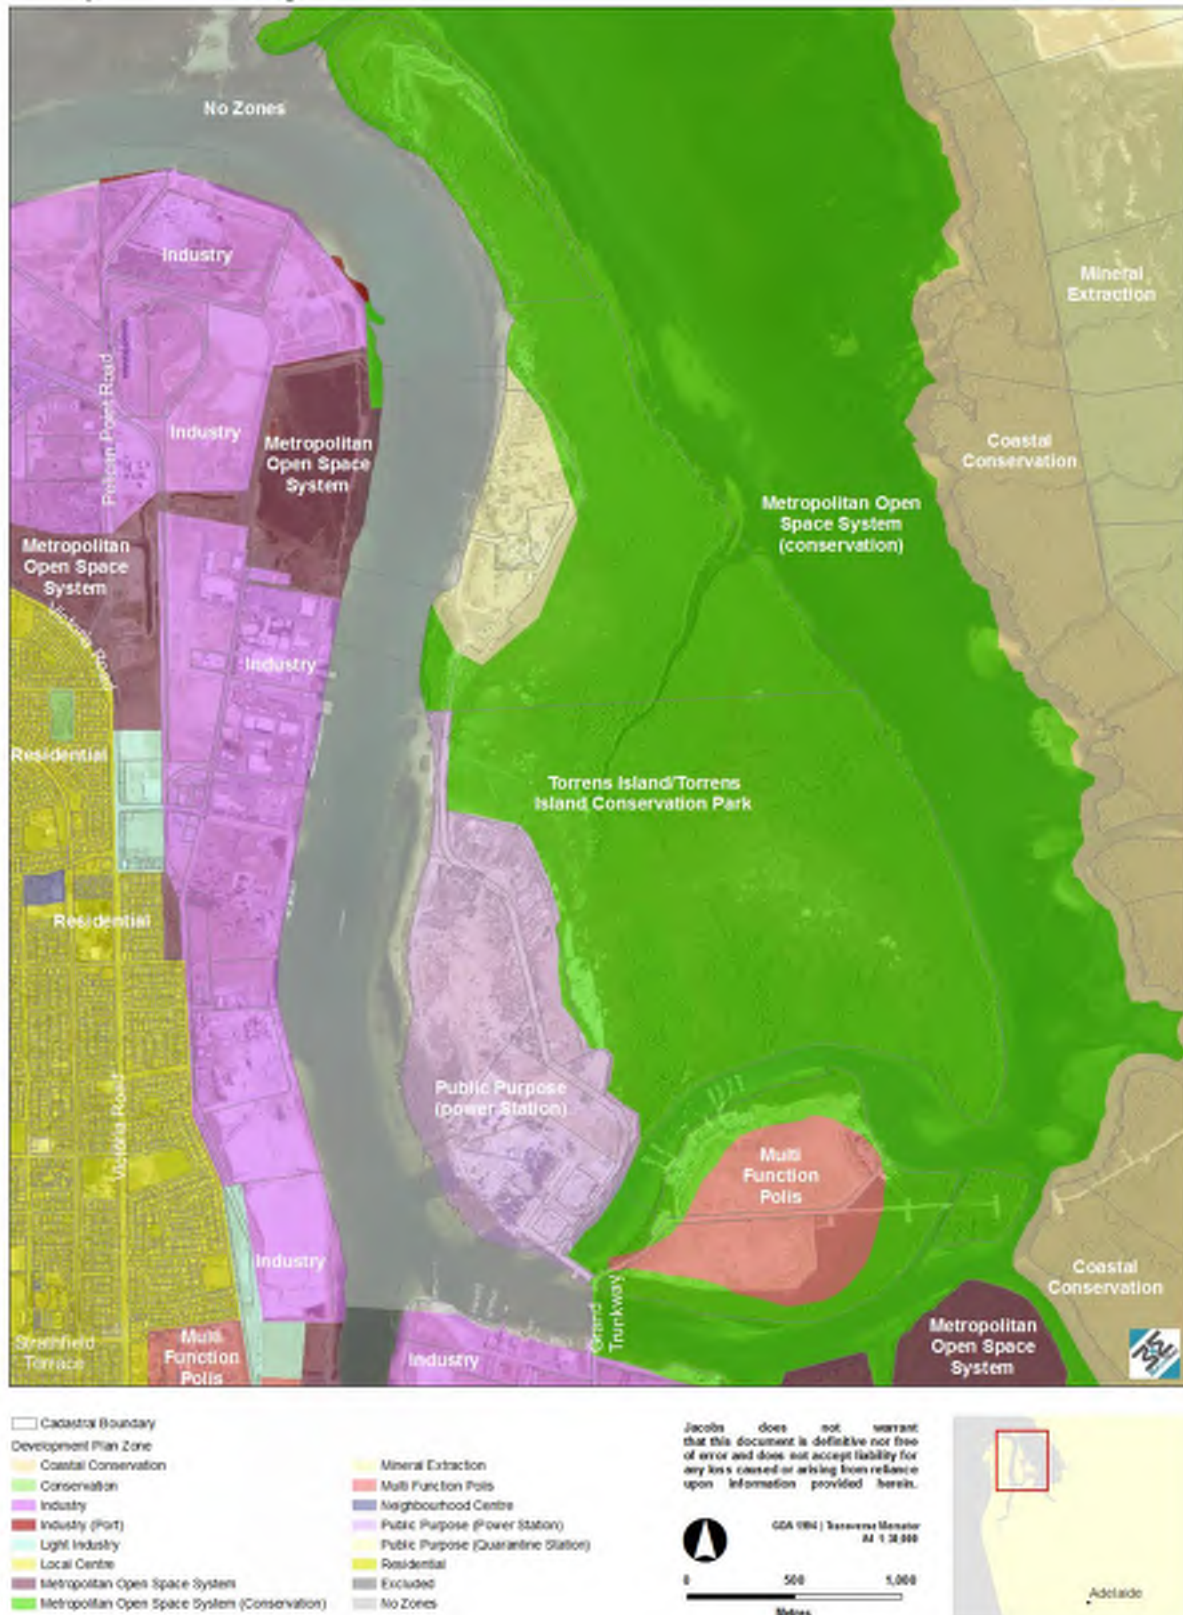 No Zones
Industry
Mineral
Extraction
Pelican Point Road
Industry
Metropolitan
Open Space
System
Coastal
Conservation
Metropolitan Open
Space System
(conservation)
Metropolitan
Open Space
System
Victoria Road
Industry
Residential
Torrens Island/Torrens
Island Conservation Park
Residential
Victoria Road
Public Purpose
(power Station)
Multi
Function
Polis
Industry
Coastal
Conservation
Grand
Trunkway
Strathfield
Terrace
Multi
Function
Polis
Industry
Metropolitan
Open Space
System
Cadastral Boundary
Development Plan Zone
Coastal Conservation
Conservation
Industry
Industry (Port)
Light Industry
Local Centre
Metropolitan Open Space System
Metropolitan Open Space System (Conservation)
Mineral Extraction
Multi Function Polis
Neighbourhood Centre
Public Purpose (Power Station)
Public Purpose (Quarantine Station)
Residential
Excluded
No Zones
Jacobs does not warrant
that this document is definitive nor free
of error and does not accept liability for
any loss caused or arising from reliance
upon information provided herein.
GDA 1994 | Transverse Mercator
A4 1:30,000
0 500 1,000
Metres
Adelaide